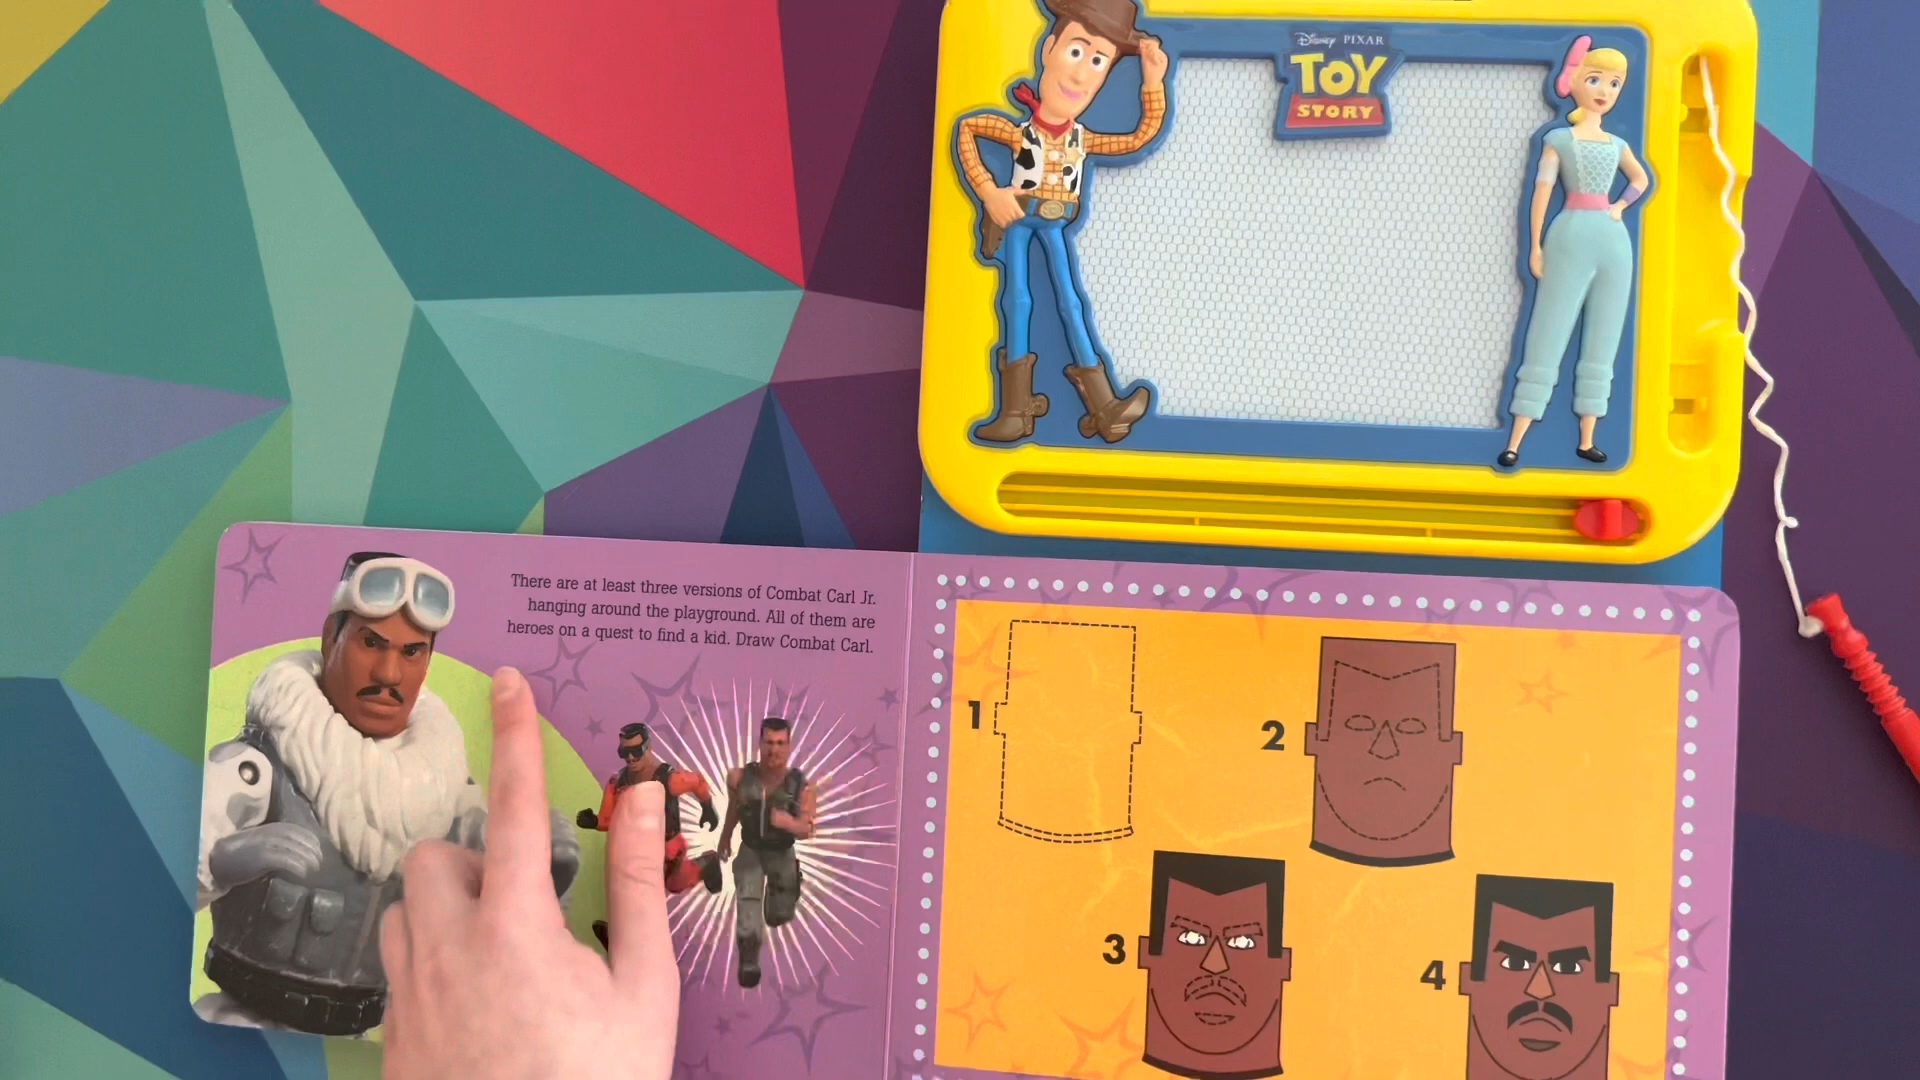 Disney PIXAR
TOY
STORY
There are at least three versions of Combat Carl Jr.
hanging around the playground. All of them are
heroes on a quest to find a kid. Draw Combat Carl.
1
2
3
4